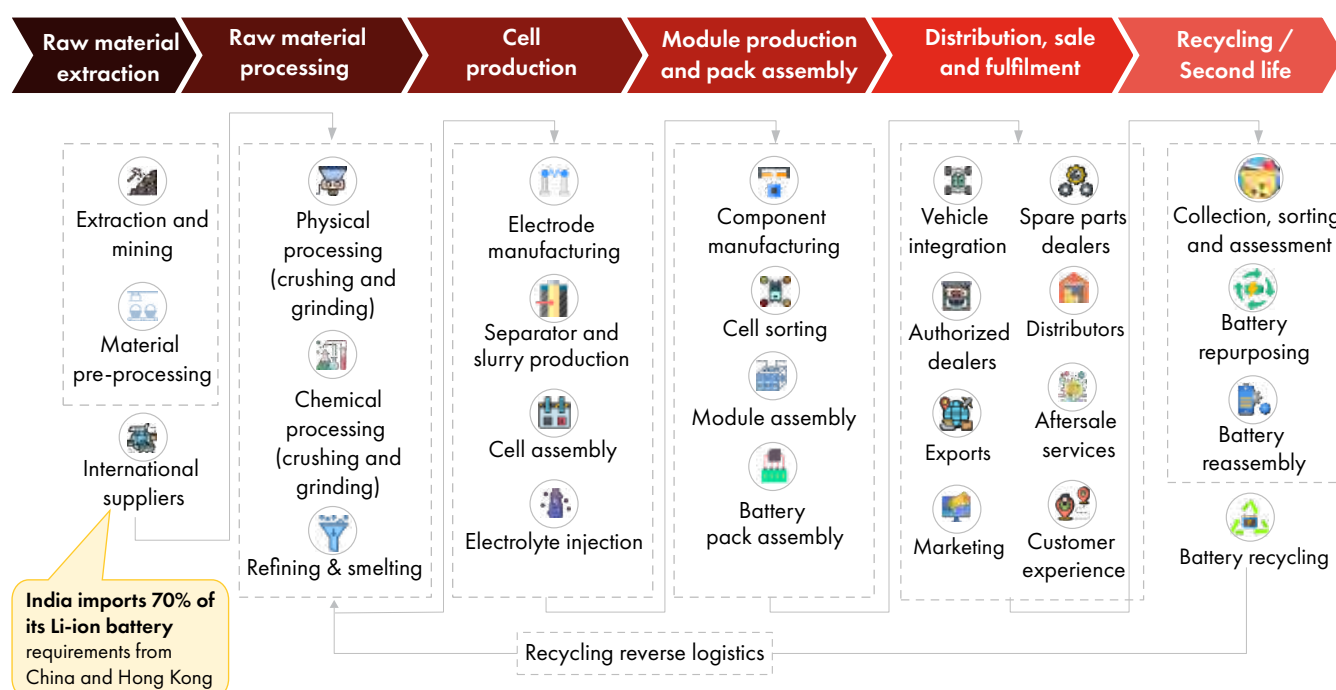 Raw material
extraction
Raw material
processing
Cell
production
Module production
and pack assembly
Distribution, sale
and fulfilment
Recycling /
Second life
Extraction and
mining
Material
pre-processing
International
suppliers
India imports 70% of
its Li-ion battery
requirements from
China and Hong Kong
Physical
processing
(crushing and
grinding)
Chemical
processing
(crushing and
grinding)
Refining & smelting
Electrode
manufacturing
Separator and
slurry production
Cell assembly
Electrolyte injection
Component
manufacturing
Cell sorting
Module assembly
Battery
pack assembly
Vehicle
integration
Authorized
dealers
Exports
Marketing
Spare parts
dealers
Distributors
Aftersale
services
Customer
experience
Collection, sorting
and assessment
Battery
repurposing
Battery
reassembly
Battery recycling
Recycling reverse logistics